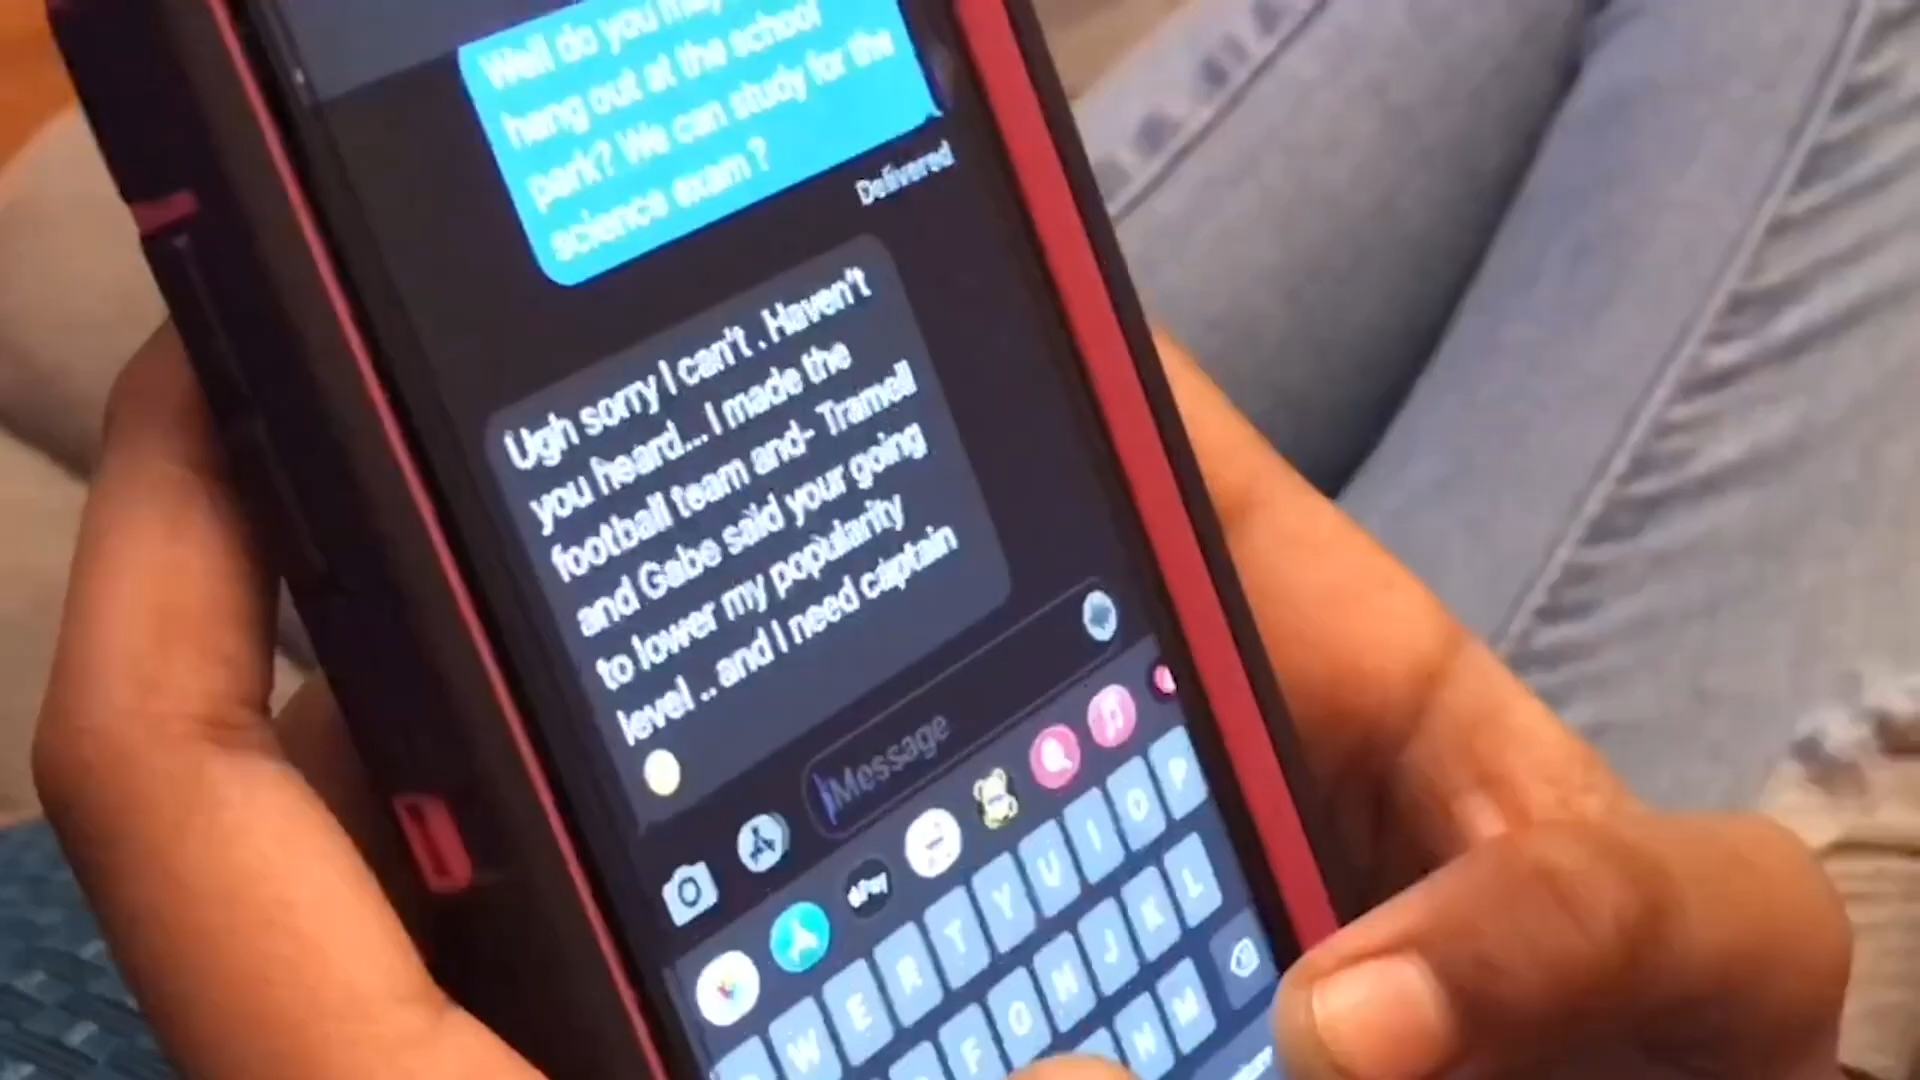 Well do you may
hang out at the school
park? We can study for the
science exam ?
Delivered
Ugh sorry I can't . Haven't
you heard... I made the
football team and- Tramell
and Gabe said your going
to lower my popularity
level .. and I need captain
Message
Pay
W E R T Y U I O P
F G H J K L
N M